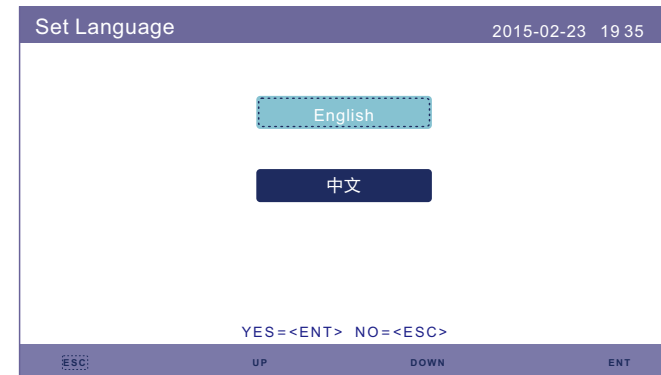 Set Language 2015-02-23 19 35
English
中文
YES=<ENT> NO=<ESC>
ESC UP DOWN ENT